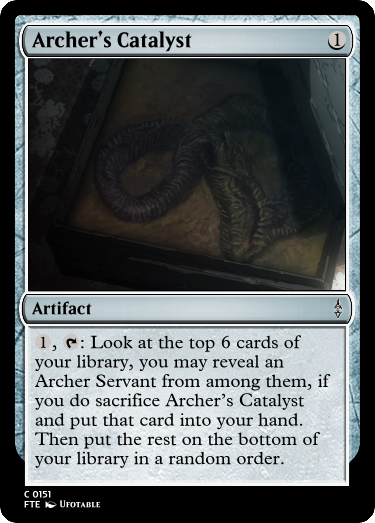 Archer's Catalyst 1
Artifact
1 , : Look at the top 6 cards of
your library, you may reveal an
Archer Servant from among them, if
you do sacrifice Archer's Catalyst
and put that card into your hand.
Then put the rest on the bottom of
your library in a random order.
C 0151
FTE Ufotable